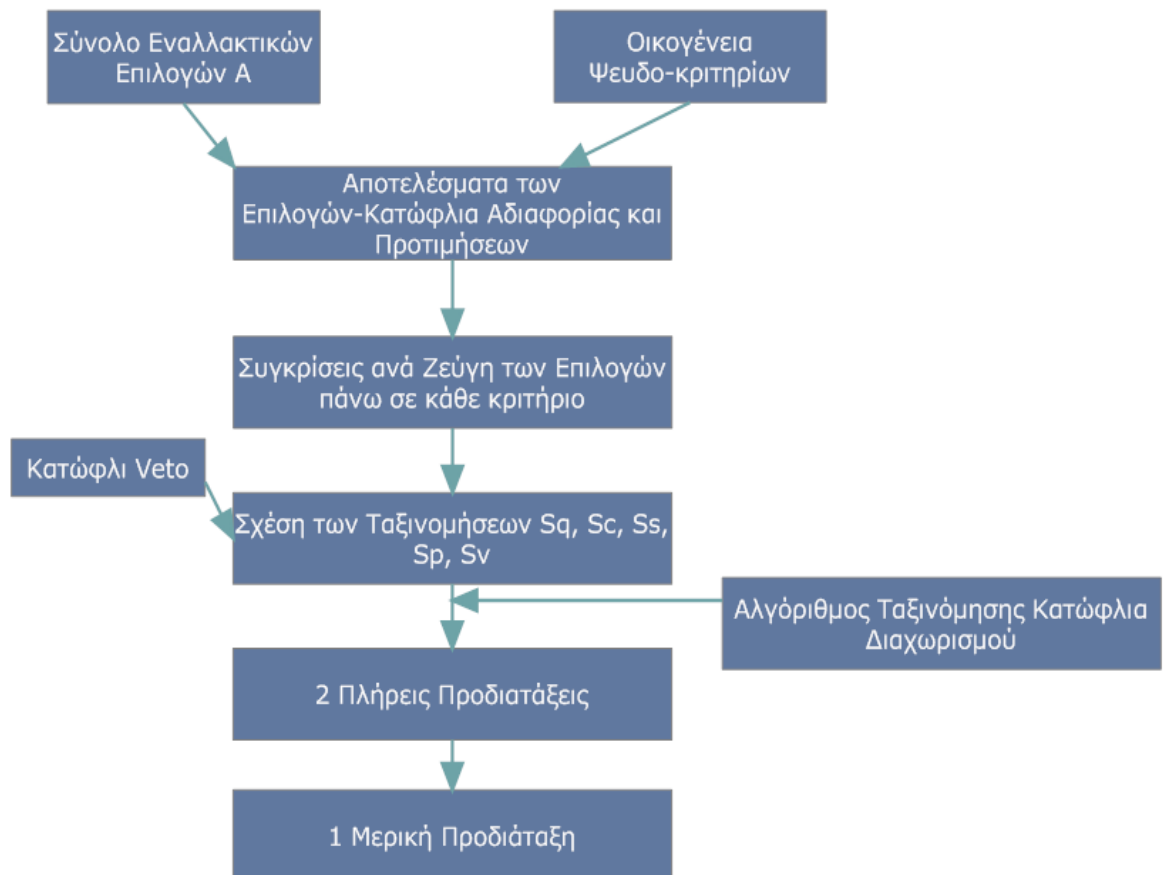 Σύνολο Εναλλακτικών
Επιλογών Α
Οικογένεια
Ψευδο-κριτηρίων
Αποτελέσματα των
Επιλογών-Κατώφλια Αδιαφορίας και
Προτιμήσεων
Συγκρίσεις ανά Ζεύγη των Επιλογών
πάνω σε κάθε κριτήριο
Κατώφλι Veto
Σχέση των Ταξινομήσεων Sq, Sc, Ss,
Sp, Sv
Αλγόριθμος Ταξινόμησης Κατώφλια
Διαχωρισμού
2 Πλήρεις Προδιατάξεις
1 Μερική Προδιάταξη